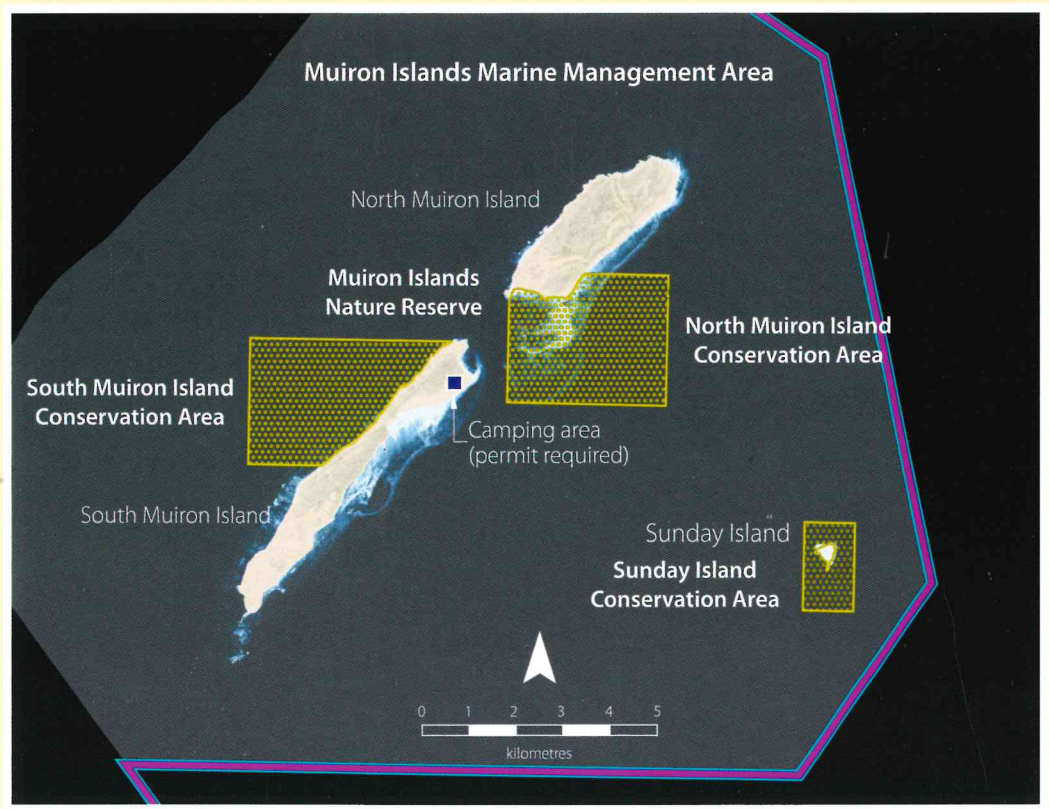 Muiron Islands Marine Management Area
North Muiron Island
Muiron Islands
Nature Reserve
North Muiron Island
Conservation Area
South Muiron Island
Conservation Area
Camping area
(permit required)
South Muiron Island
Sunday Island
Sunday Island
Conservation Area
0 1 2 3 4 5
kilometres